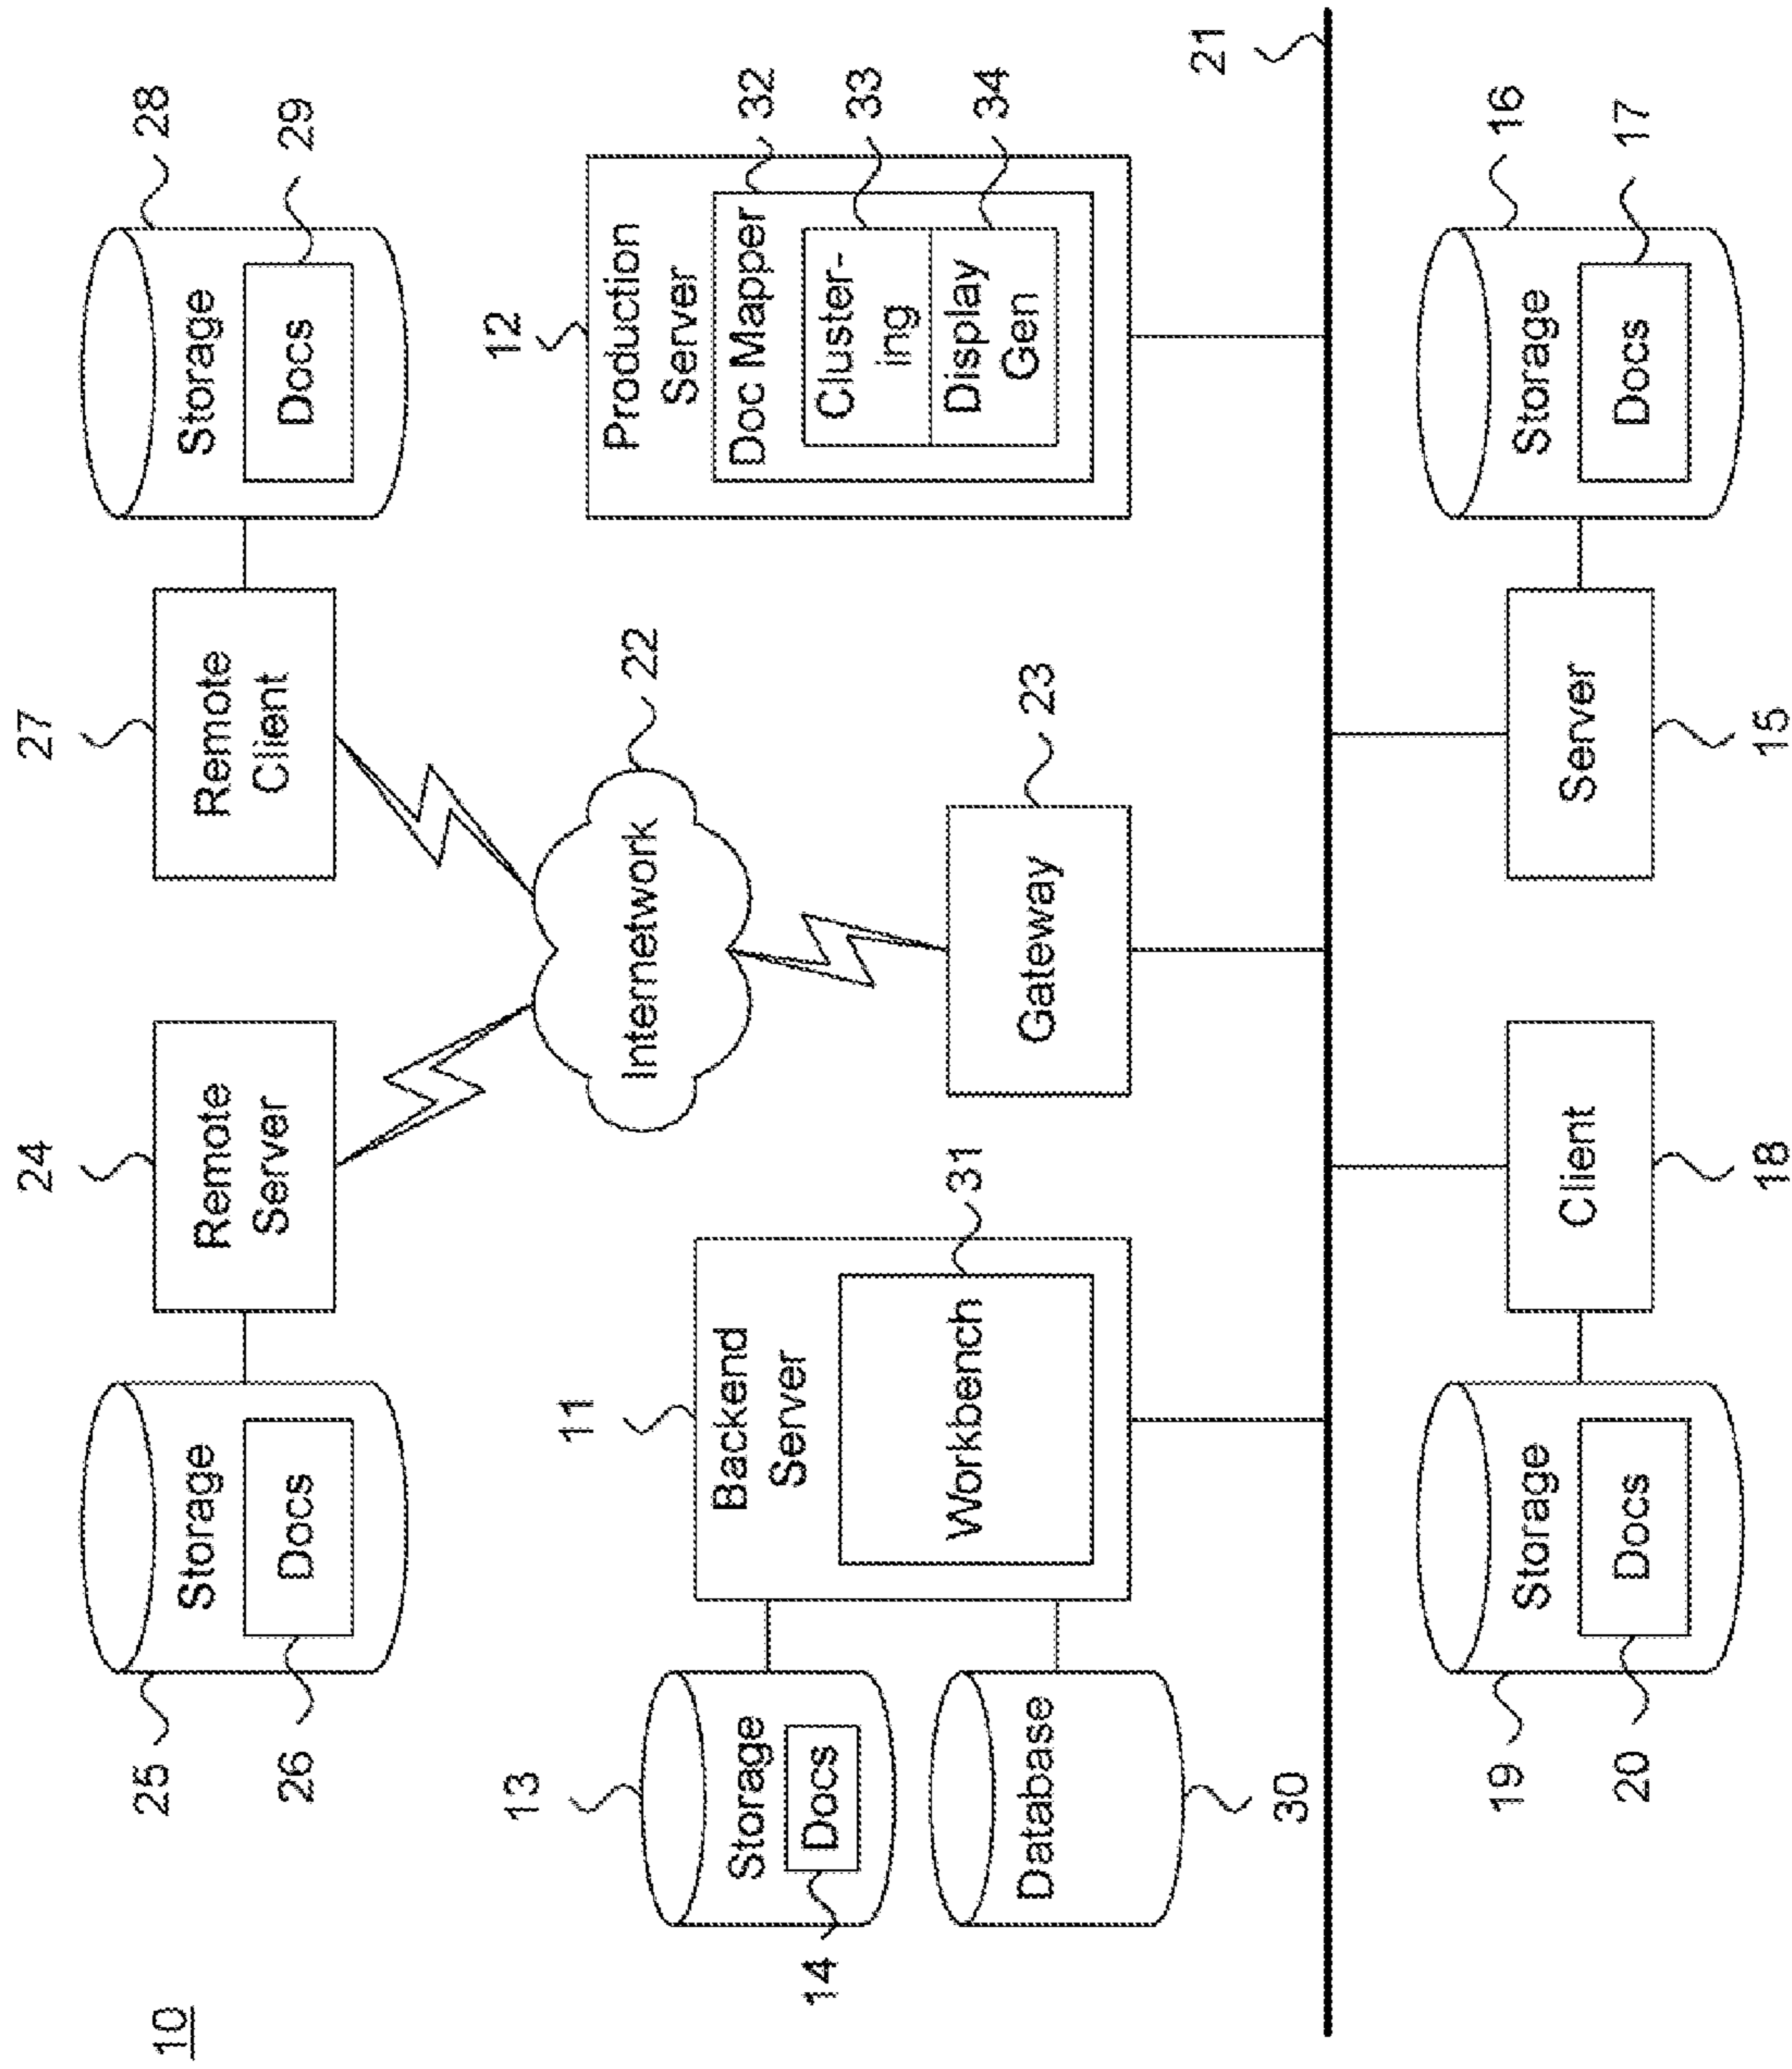 10
24
27
25
Storage
Docs
26
Remote
Server
Remote
Client
Storage
Docs
28
29
22
Internetwork
13
Storage
Docs
14
Database
30
11
Backend
Server
Workbench
31
23
Gateway
12
Production
Server
Doc Mapper
Cluster-
ing
Display
Gen
32
33
34
21
19
Storage
Docs
20
Client
18
Server
15
Storage
Docs
16
17